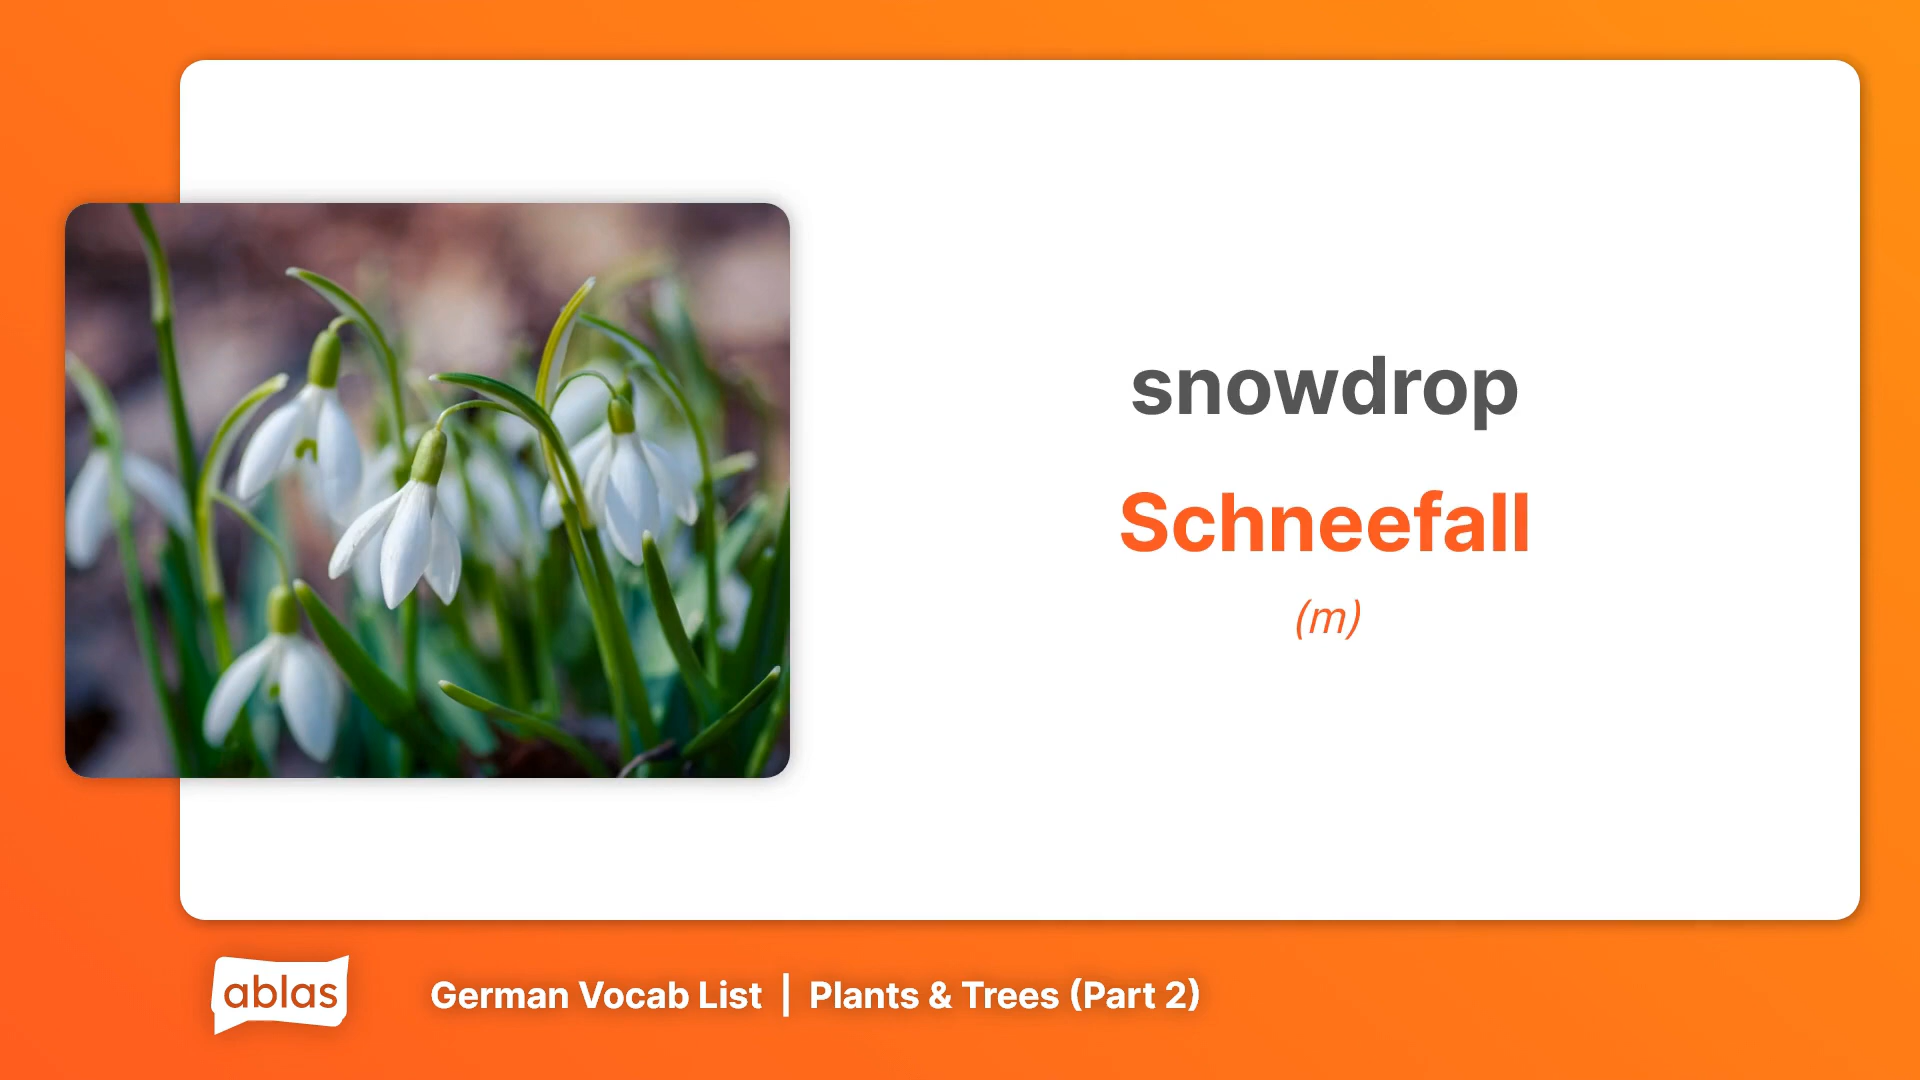 snowdrop
Schneefall
(m)
ablas
German Vocab List | Plants & Trees (Part 2)